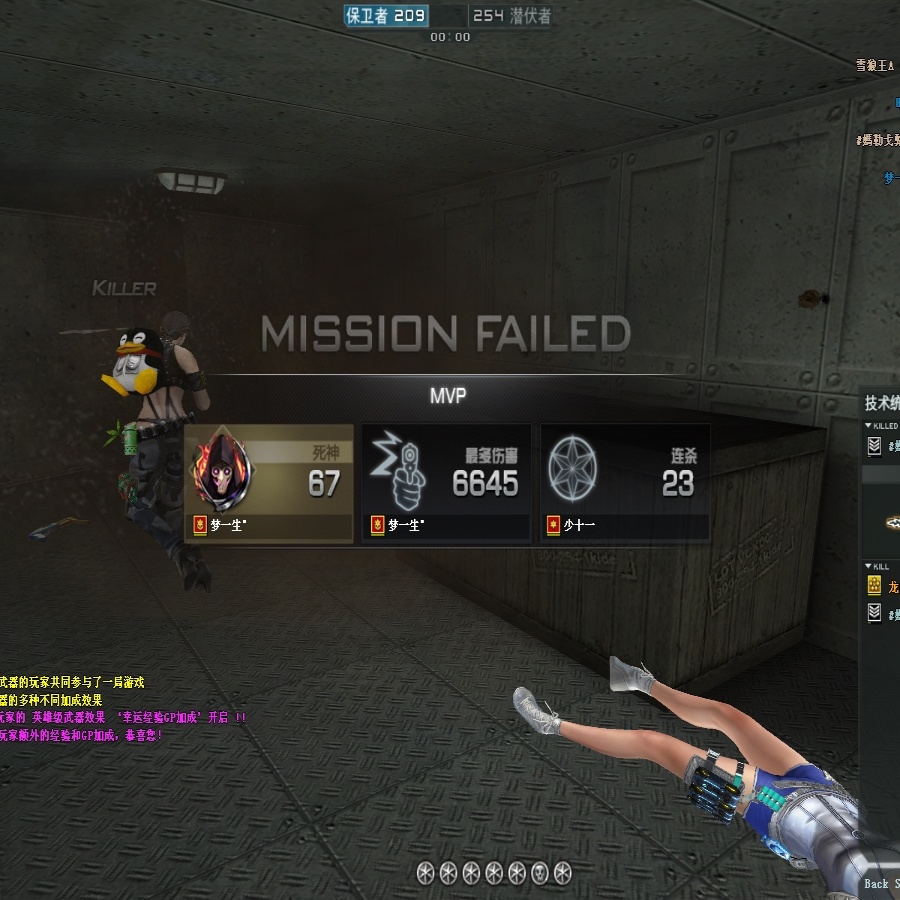 保卫者 209
254 潜伏者
00:00
雪狼王A
梦一
KILLER
MISSION FAILED
MVP
死神
67
梦一生"
最多伤害
6645
梦一生"
连杀
23
少十一
技术统
KILLED
KILL
龙
武器的玩家共同参与了一局游戏
器的多种不同加成效果
玩家的 英雄级武器效果 ‘幸运经验GP加成’开启 !!
玩家额外的经验和GP加成, 恭喜您!
Back S